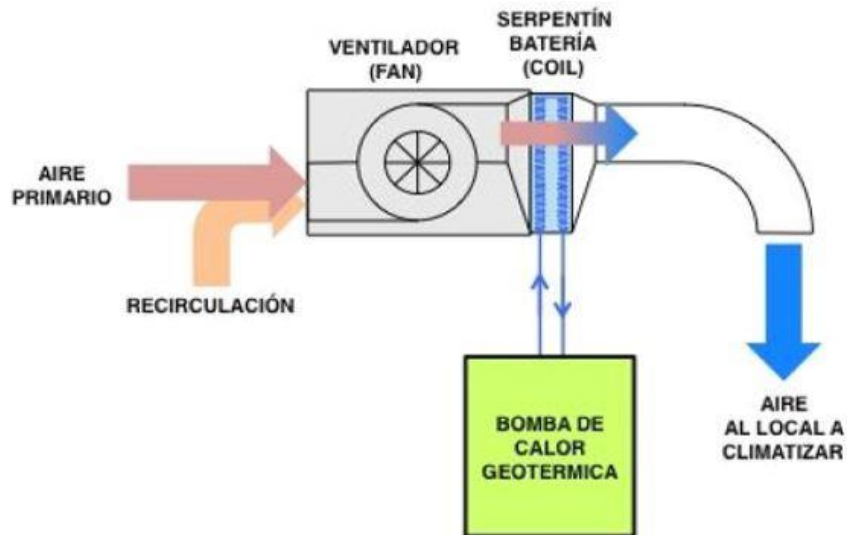 SERPENTÍN
BATERÍA
(COIL)
VENTILADOR
(FAN)
AIRE
PRIMARIO
RECIRCULACIÓN
BOMBA DE
CALOR
GEOTERMICA
AIRE
AL LOCAL A
CLIMATIZAR